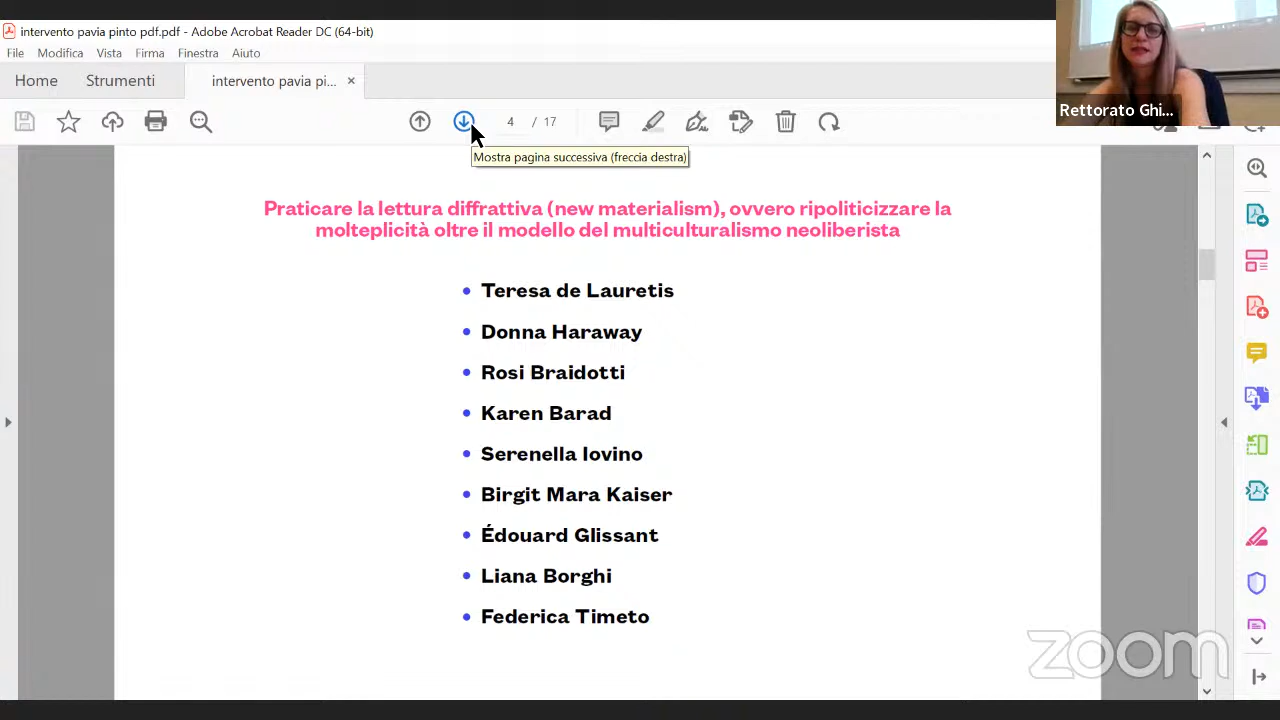 intervento pavia pinto pdf.pdf - Adobe Acrobat Reader DC (64-bit)
File Modifica Vista Firma Finestra Aiuto
Home Strumenti intervento pavia pi... ×
4 / 17
Mostra pagina successiva (freccia destra)
Rettorato Ghi...
Praticare la lettura diffrattiva (new materialism), ovvero ripoliticizzare la
molteplicità oltre il modello del multiculturalismo neoliberista
• Teresa de Lauretis
• Donna Haraway
• Rosi Braidotti
• Karen Barad
• Serenella Iovino
• Birgit Mara Kaiser
• Édouard Glissant
• Liana Borghi
• Federica Timeto
zoom